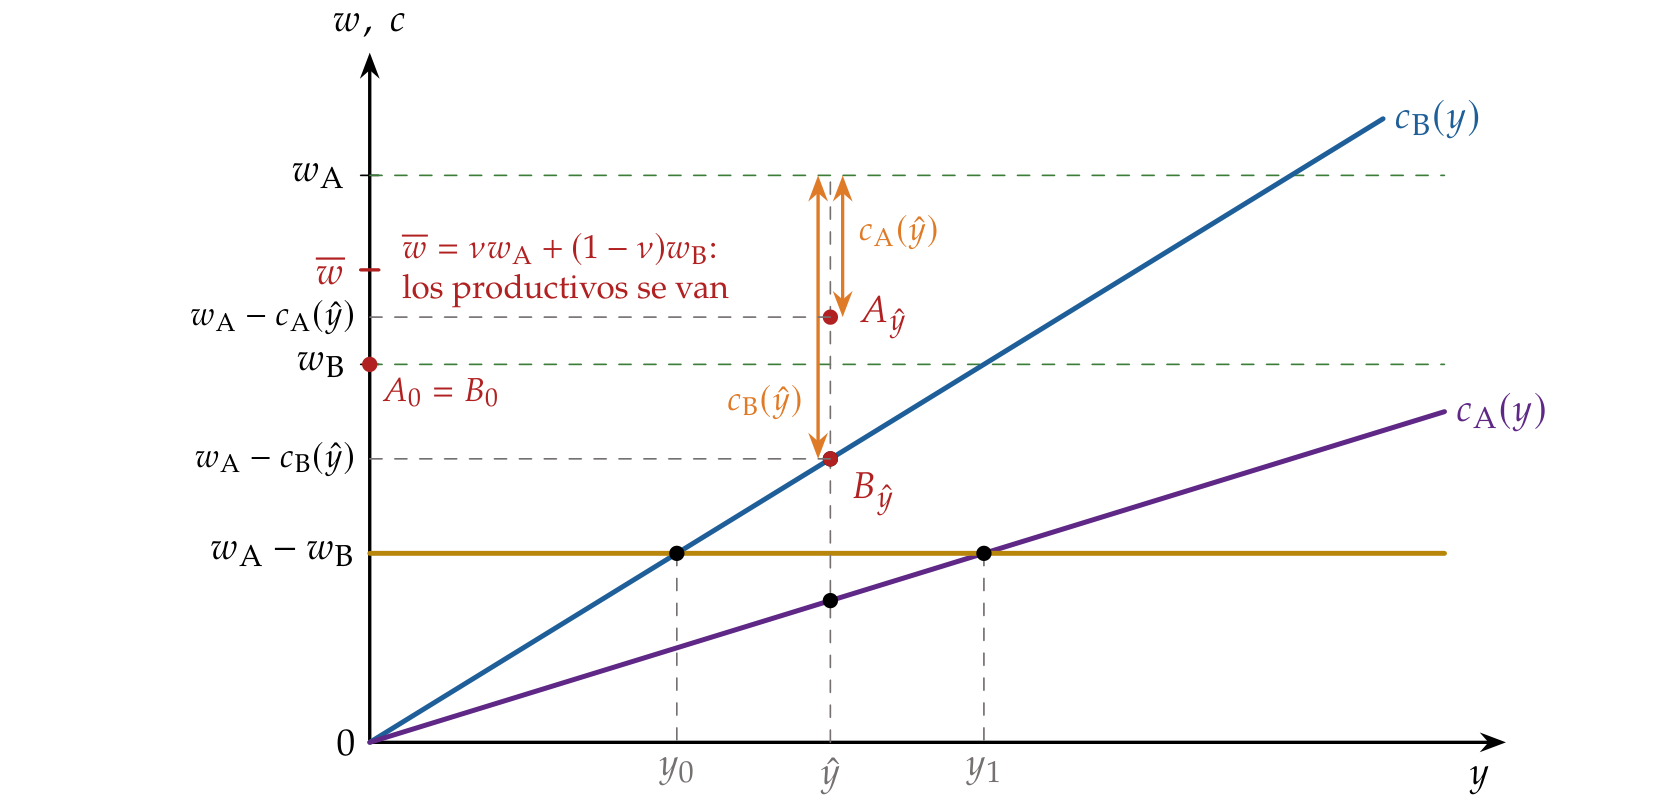 w, c
c_B(y)
w_A
c_A(ŷ)
w̅ = νw_A + (1 − ν)w_B:
w̅
los productivos se van
w_A − c_A(ŷ)
A_ŷ
w_B
A_0 = B_0
c_B(ŷ)
c_A(y)
w_A − c_B(ŷ)
B_ŷ
w_A − w_B
0
y_0
ŷ
y_1
y